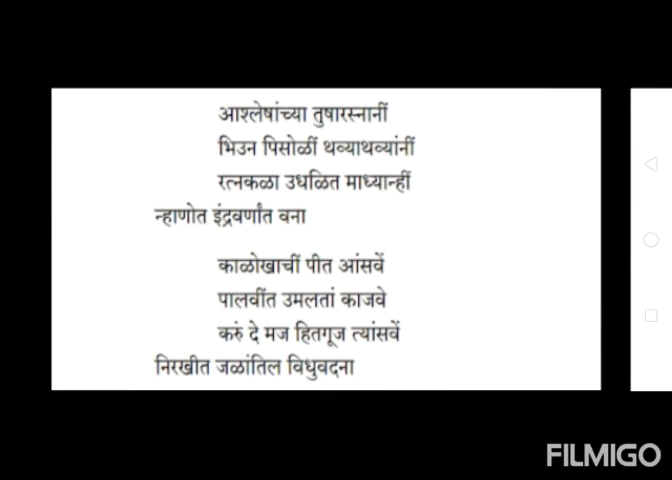 आश्लेषांच्या तुषारस्नानीं
भिउन पिसोळीं थव्याथव्यांनीं
रत्नकळा उधळित माध्यान्हीं
न्हाणोत इंद्रवर्णांत वना
काळोखाचीं पीत आंसवें
पालवींत उमलतां काजवे
करुं दे मज हितगूज त्यांसवें
निरखीत जळांतिल विधुवदना
FILMIGO